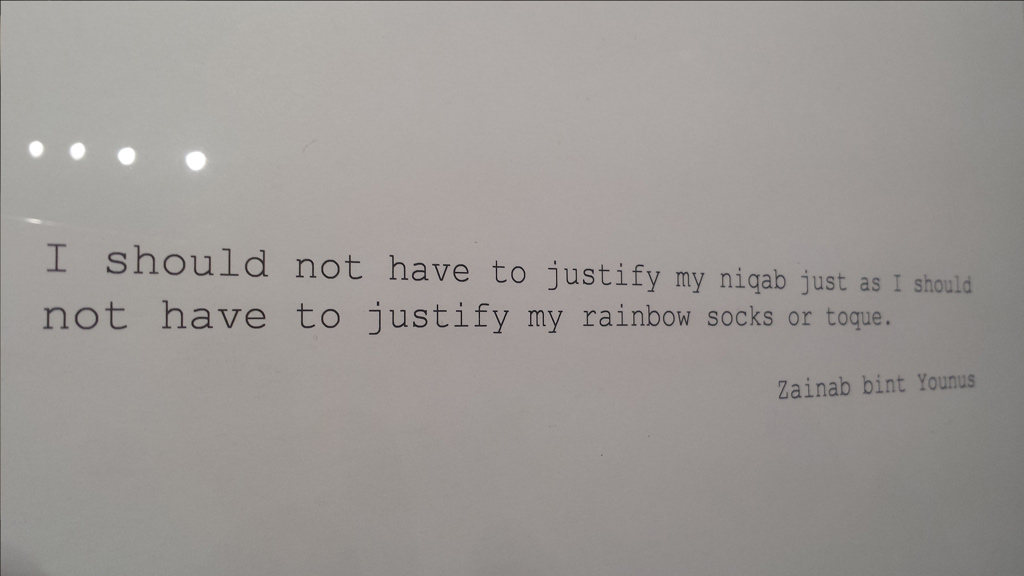 I should not have to justify my niqab just as I should
not have to justify my rainbow socks or toque.
Zainab bint Younus